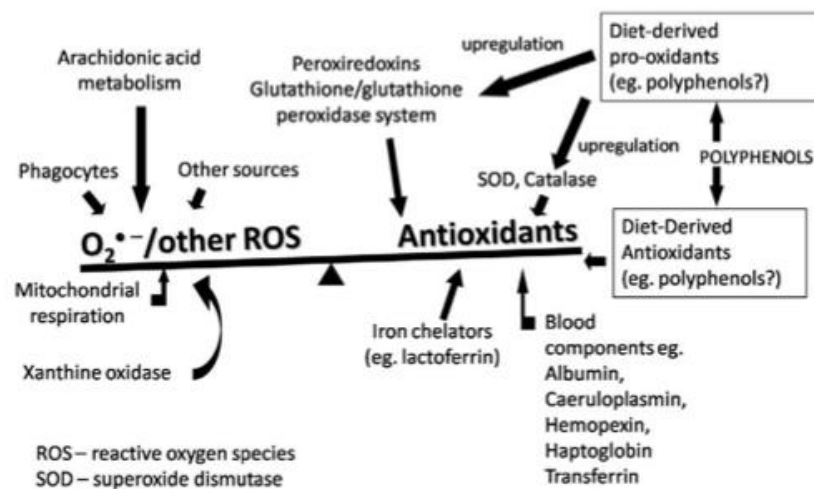 Arachidonic acid
metabolism
Peroxiredoxins
Glutathione/glutathione
peroxidase system
upregulation
Diet-derived
pro-oxidants
(eg. polyphenols?)
Phagocytes
Other sources
SOD, Catalase
upregulation
POLYPHENOLS
O₂•⁻/other ROS
Antioxidants
Diet-Derived
Antioxidants
(eg. polyphenols?)
Mitochondrial
respiration
Xanthine oxidase
Iron chelators
(eg. lactoferrin)
Blood
components eg.
Albumin,
Caeruloplasmin,
Hemopexin,
Haptoglobin
Transferrin
ROS – reactive oxygen species
SOD – superoxide dismutase